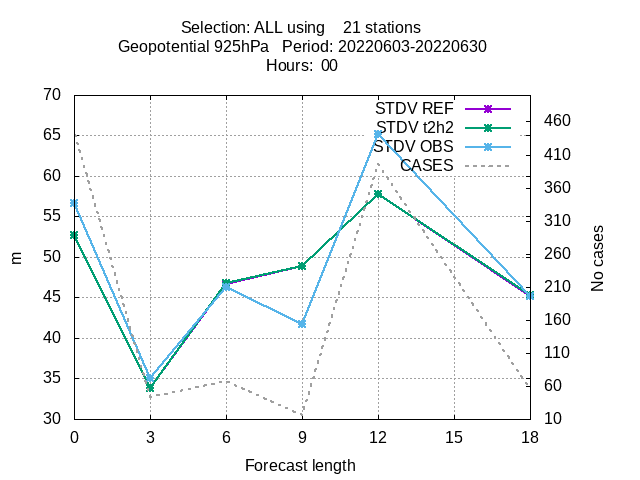 Selection: ALL using    21 stations
Geopotential 925hPa   Period: 20220603-20220630
Hours:  00
70
65
60
55
50
45
40
35
30
m
STDV REF
STDV t2h2
STDV OBS
CASES
460
410
360
310
260
210
160
110
60
10
No cases
0 3 6 9 12 15 18
Forecast length